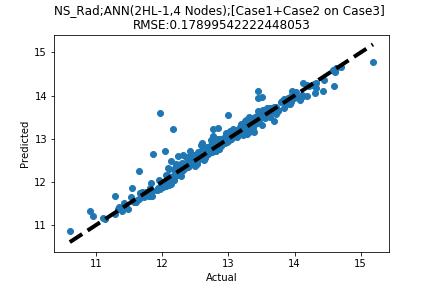 NS_Rad;ANN(2HL-1,4 Nodes);[Case1+Case2 on Case3]
RMSE:0.17899542224448053
15
14
13
12
11
Predicted
11 12 13 14 15
Actual